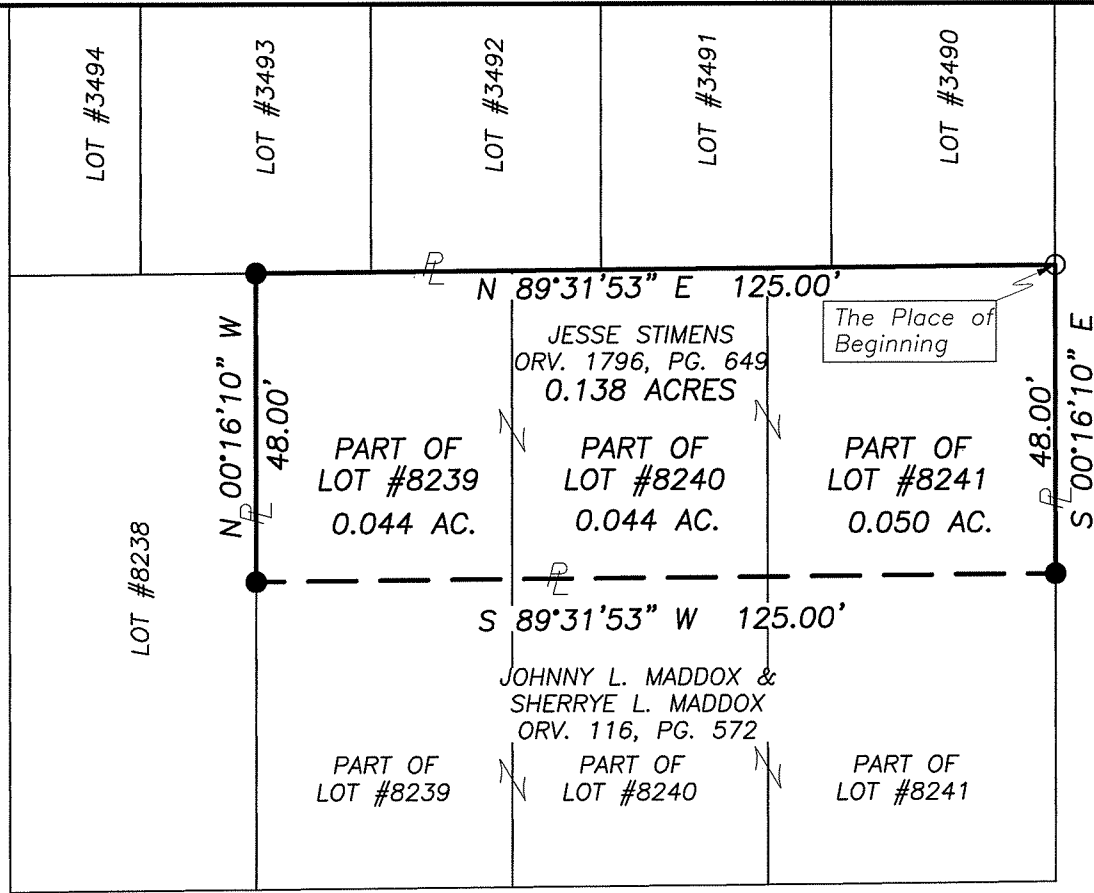 LOT #3494
LOT #3493
LOT #3492
LOT #3491
LOT #3490
PL
N 89°31'53" E 125.00'
The Place of
Beginning
N 00°16'10" W
48.00'
PL
JESSE STIMENS
ORV. 1796, PG. 649
0.138 ACRES
48.00'
S 00°16'10" E
PL
PART OF
LOT #8239
0.044 AC.
PART OF
LOT #8240
0.044 AC.
PART OF
LOT #8241
0.050 AC.
LOT #8238
PL
S 89°31'53" W 125.00'
JOHNNY L. MADDOX &
SHERRYE L. MADDOX
ORV. 116, PG. 572
PART OF
LOT #8239
PART OF
LOT #8240
PART OF
LOT #8241